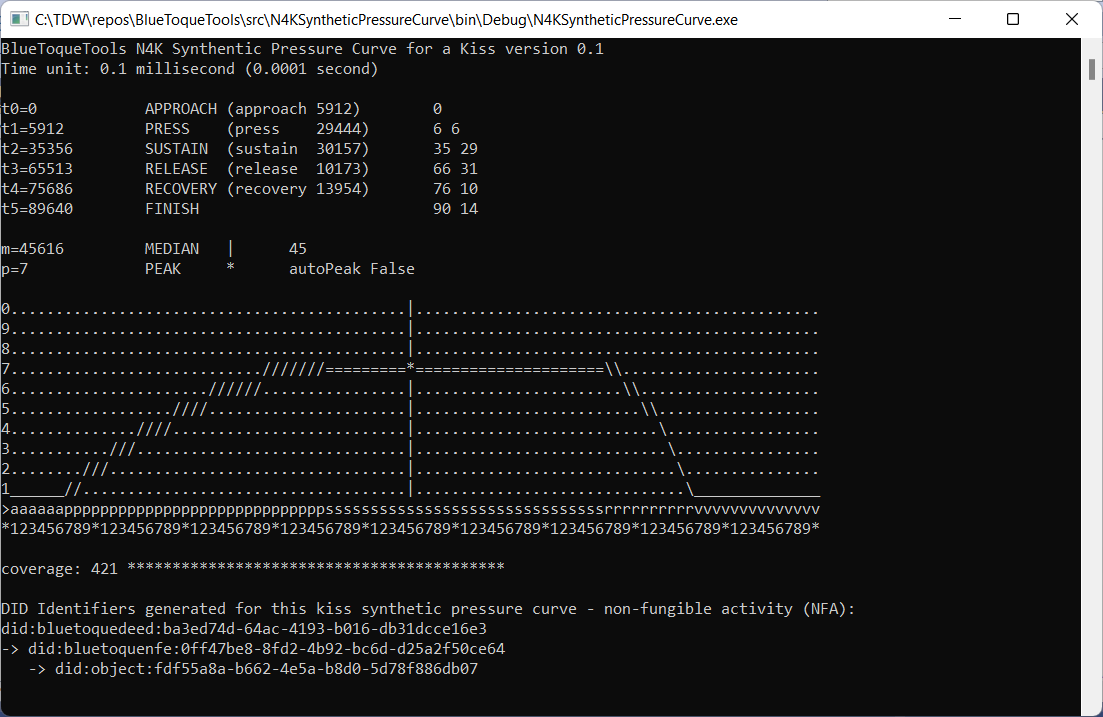 C:\TDW\repos\BlueToqueTools\src\N4KSyntheticPressureCurve\bin\Debug\N4KSyntheticPressureCurve.exe
BlueToqueTools N4K Synthentic Pressure Curve for a Kiss version 0.1
Time unit: 0.1 millisecond (0.0001 second)
t0=0            APPROACH (approach 5912)        0
t1=5912         PRESS    (press    29444)       6 6
t2=35356        SUSTAIN  (sustain  30157)       35 29
t3=65513        RELEASE  (release  10173)       66 31
t4=75686        RECOVERY (recovery 13954)       76 10
t5=89640        FINISH                          90 14
m=45616         MEDIAN   |      45
p=7             PEAK     *      autoPeak False
0............................................|.............................................
9............................................|.............................................
8............................................|.............................................
7............................///////=========*=====================\\......................
6......................//////................|.......................\\....................
5..................////......................|.........................\\..................
4..............////..........................|...........................\.................
3...........///..............................|............................\................
2........///.................................|.............................\...............
1______//....................................|..............................\______________
>aaaaaapppppppppppppppppppppppppppppsssssssssssssssssssssssssssssssrrrrrrrrrrvvvvvvvvvvvvvv
*123456789*123456789*123456789*123456789*123456789*123456789*123456789*123456789*123456789*
coverage: 421 ******************************************
DID Identifiers generated for this kiss synthetic pressure curve - non-fungible activity (NFA):
did:bluetoquedeed:ba3ed74d-64ac-4193-b016-db31dcce16e3
-> did:bluetoquenfe:0ff47be8-8fd2-4b92-bc6d-d25a2f50ce64
   -> did:object:fdf55a8a-b662-4e5a-b8d0-5d78f886db07